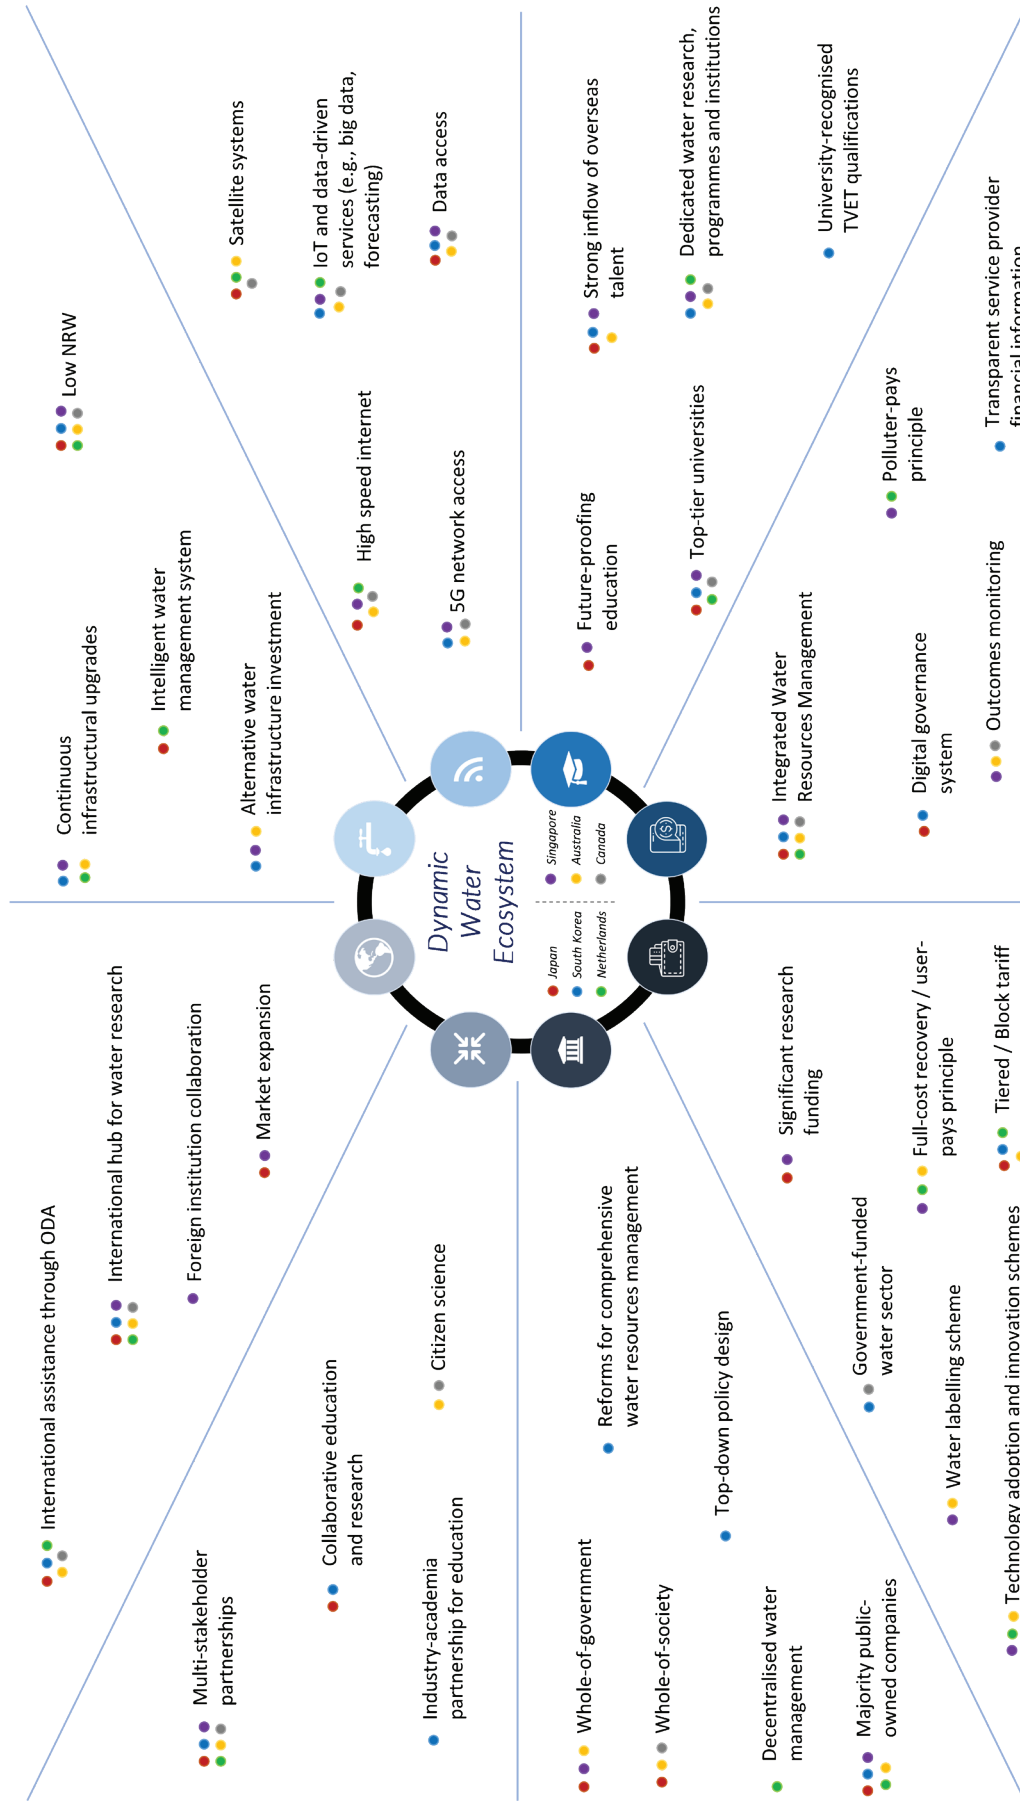 International assistance through ODA
International hub for water research
Foreign institution collaboration
Market expansion
Multi-stakeholder
partnerships
Collaborative education
and research
Citizen science
Industry-academia
partnership for education
Continuous
infrastructural upgrades
Low NRW
Intelligent water
management system
Alternative water
infrastructure investment
Satellite systems
IoT and data-driven
services (e.g., big data,
forecasting)
High speed internet
Data access
5G network access
Dynamic
Water
Ecosystem
Japan
South Korea
Netherlands
Singapore
Australia
Canada
Whole-of-government
Reforms for comprehensive
water resources management
Whole-of-society
Top-down policy design
Decentralised water
management
Majority public-
owned companies
Significant research
funding
Government-funded
water sector
Full-cost recovery / user-
pays principle
Water labelling scheme
Tiered / Block tariff
Technology adoption and innovation schemes
Future-proofing
education
Strong inflow of overseas
talent
Top-tier universities
Dedicated water research,
programmes and institutions
University-recognised
TVET qualifications
Integrated Water
Resources Management
Polluter-pays
principle
Digital governance
system
Outcomes monitoring
Transparent service provider
financial information